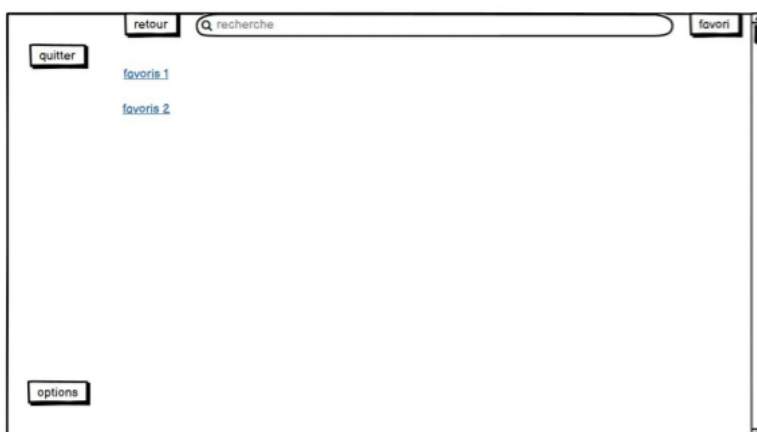 retour
recherche
favori
quitter
favoris 1
favoris 2
options